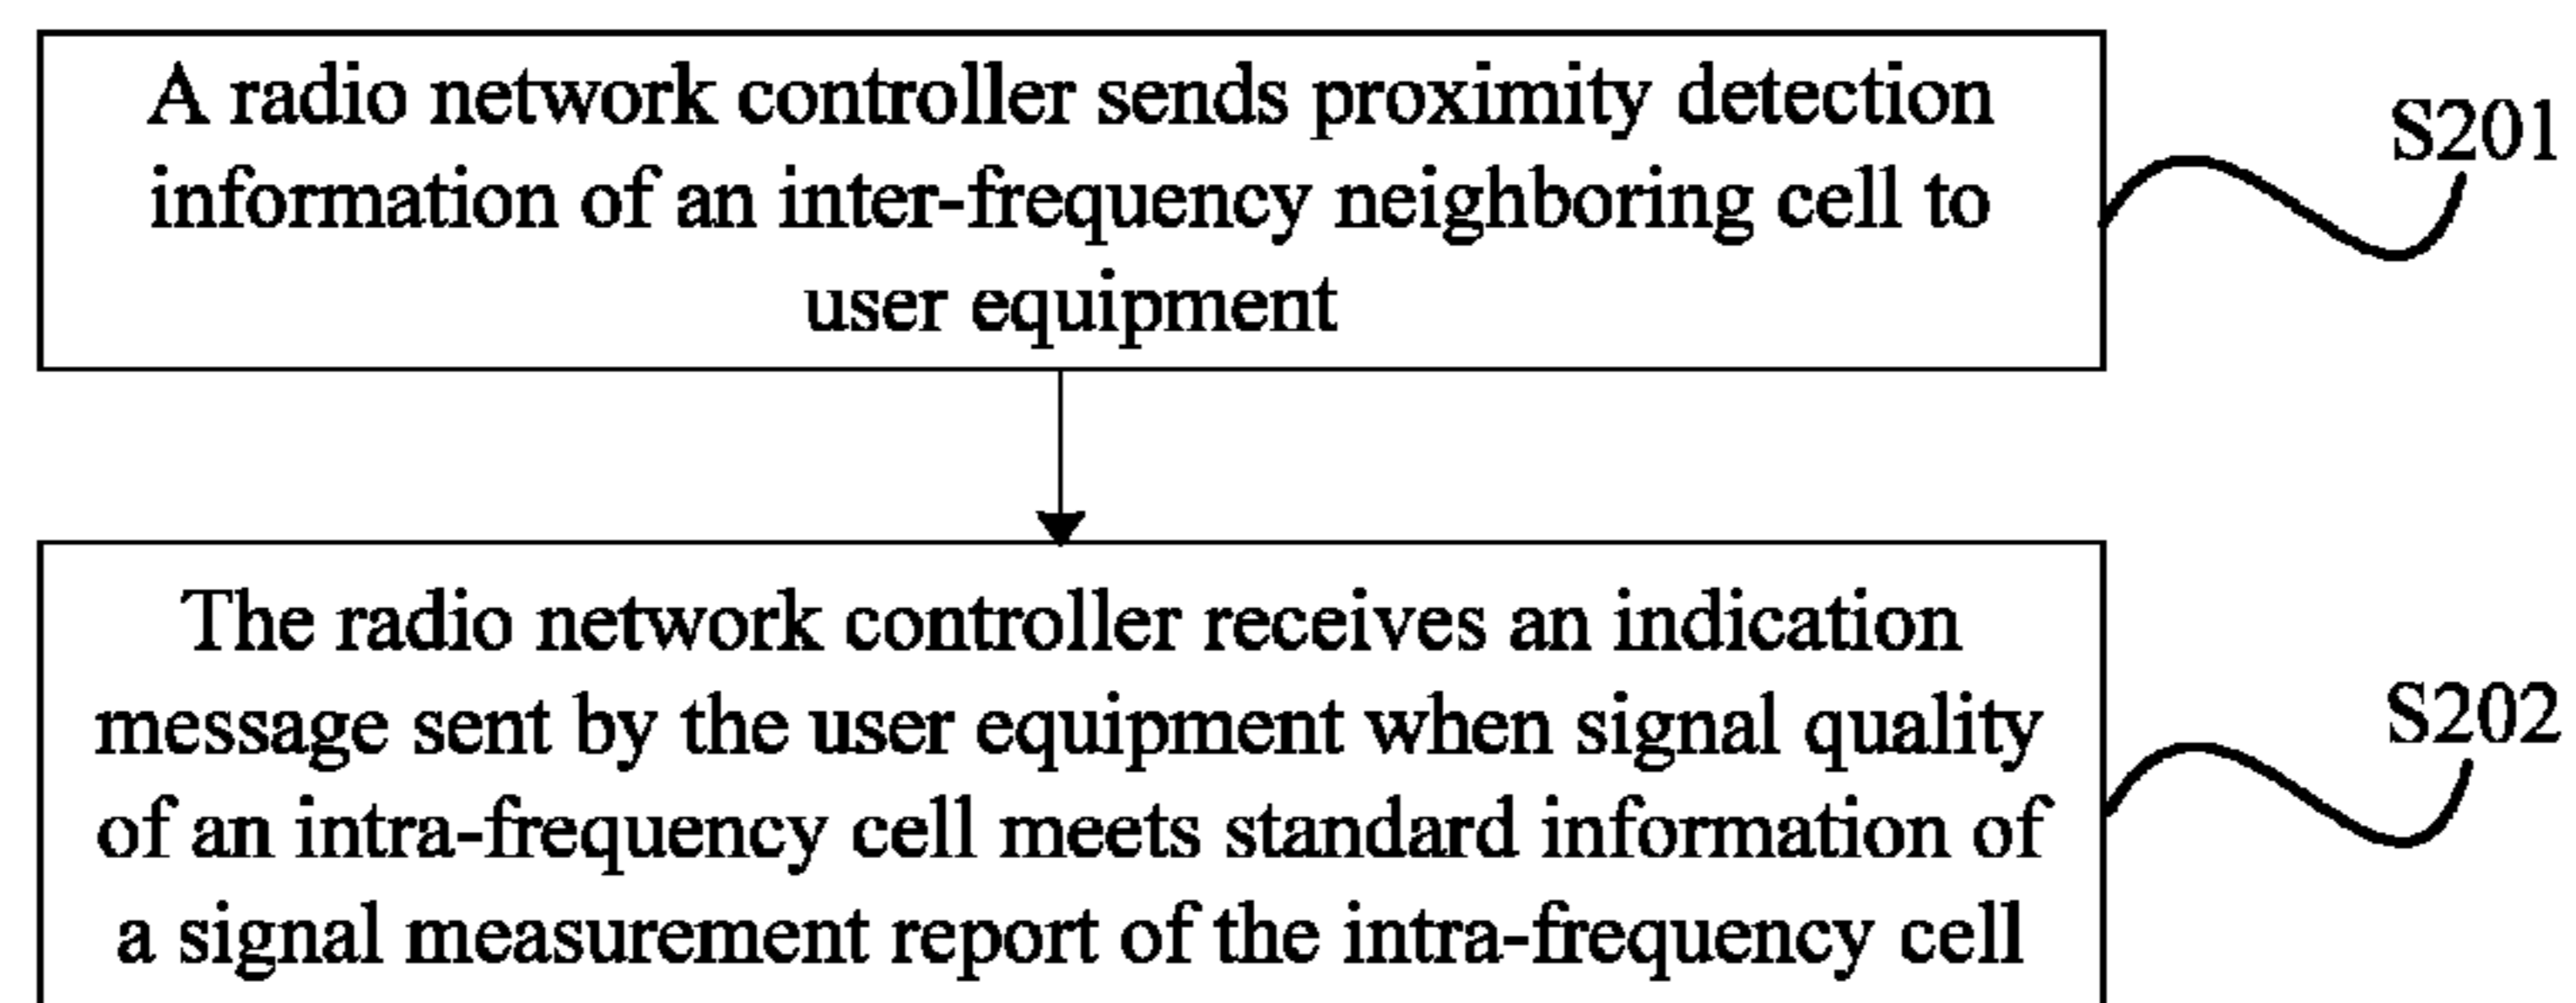 A radio network controller sends proximity detection
information of an inter-frequency neighboring cell to
user equipment
S201
The radio network controller receives an indication
message sent by the user equipment when signal quality
of an intra-frequency cell meets standard information of
a signal measurement report of the intra-frequency cell
S202